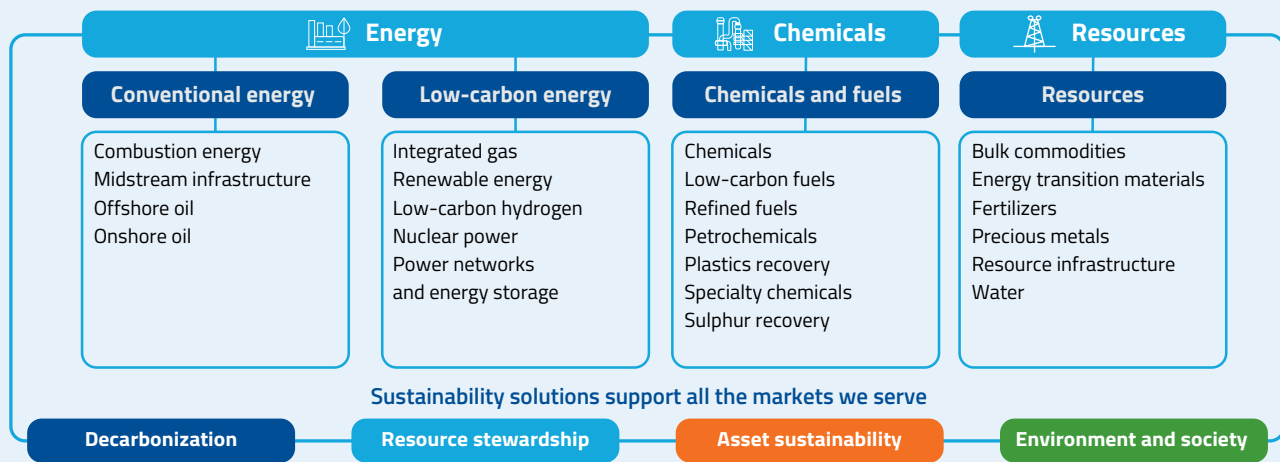 Energy
Chemicals
Resources
Conventional energy
Low-carbon energy
Chemicals and fuels
Resources
Combustion energy
Midstream infrastructure
Offshore oil
Onshore oil
Integrated gas
Renewable energy
Low-carbon hydrogen
Nuclear power
Power networks
and energy storage
Chemicals
Low-carbon fuels
Refined fuels
Petrochemicals
Plastics recovery
Specialty chemicals
Sulphur recovery
Bulk commodities
Energy transition materials
Fertilizers
Precious metals
Resource infrastructure
Water
Sustainability solutions support all the markets we serve
Decarbonization
Resource stewardship
Asset sustainability
Environment and society